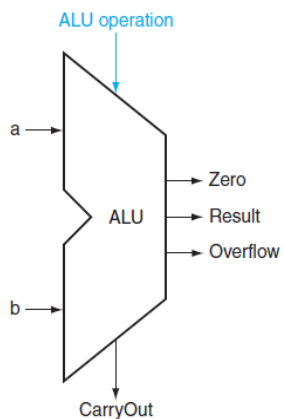 ALU operation
a
Zero
ALU
Result
Overflow
b
CarryOut